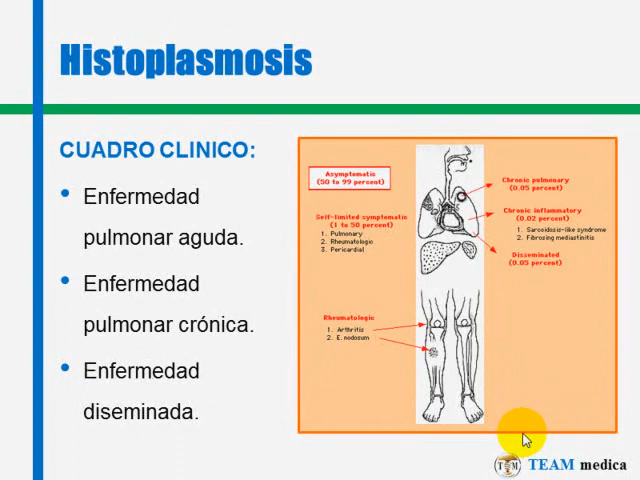 Histoplasmosis
CUADRO CLINICO:
• Enfermedad
pulmonar aguda.
• Enfermedad
pulmonar crónica.
• Enfermedad
diseminada.
Asymptomatic
(50 to 99 percent)
Self-limited symptomatic
(1 to 50 percent)
1. Pulmonary
2. Rheumatologic
3. Pericardial
Rheumatologic
1. Arthritis
2. E. nodosum
Chronic pulmonary
(0.05 percent)
Chronic inflammatory
(0.02 percent)
1. Sarcoidosis-like syndrome
2. Fibrosing mediastinitis
Disseminated
(0.05 percent)
TEAM medica